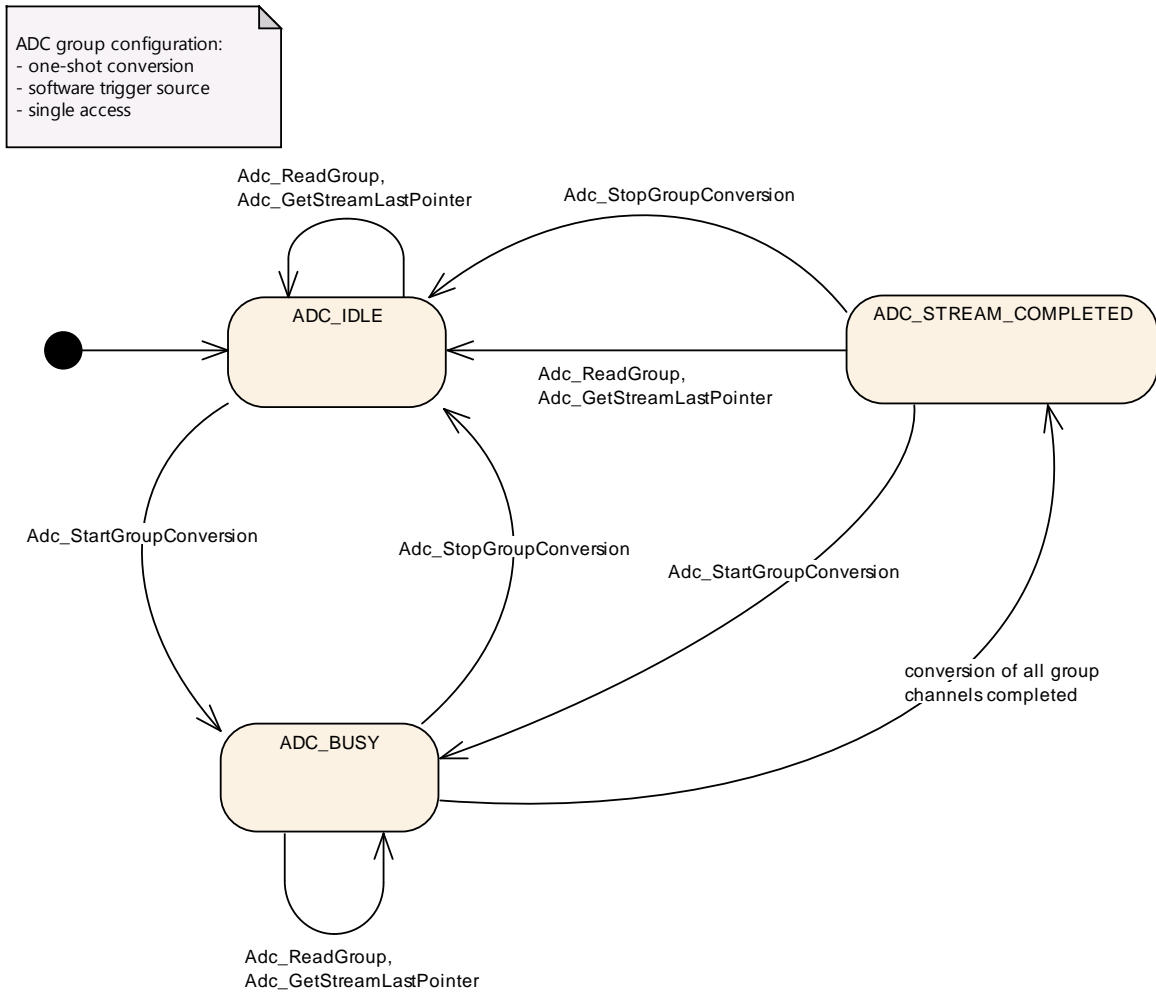 ADC group configuration:
- one-shot conversion
- software trigger source
- single access
Adc_ReadGroup,
Adc_GetStreamLastPointer
Adc_StopGroupConversion
ADC_IDLE
ADC_STREAM_COMPLETED
Adc_ReadGroup,
Adc_GetStreamLastPointer
Adc_StartGroupConversion
Adc_StopGroupConversion
Adc_StartGroupConversion
conversion of all group
channels completed
ADC_BUSY
Adc_ReadGroup,
Adc_GetStreamLastPointer